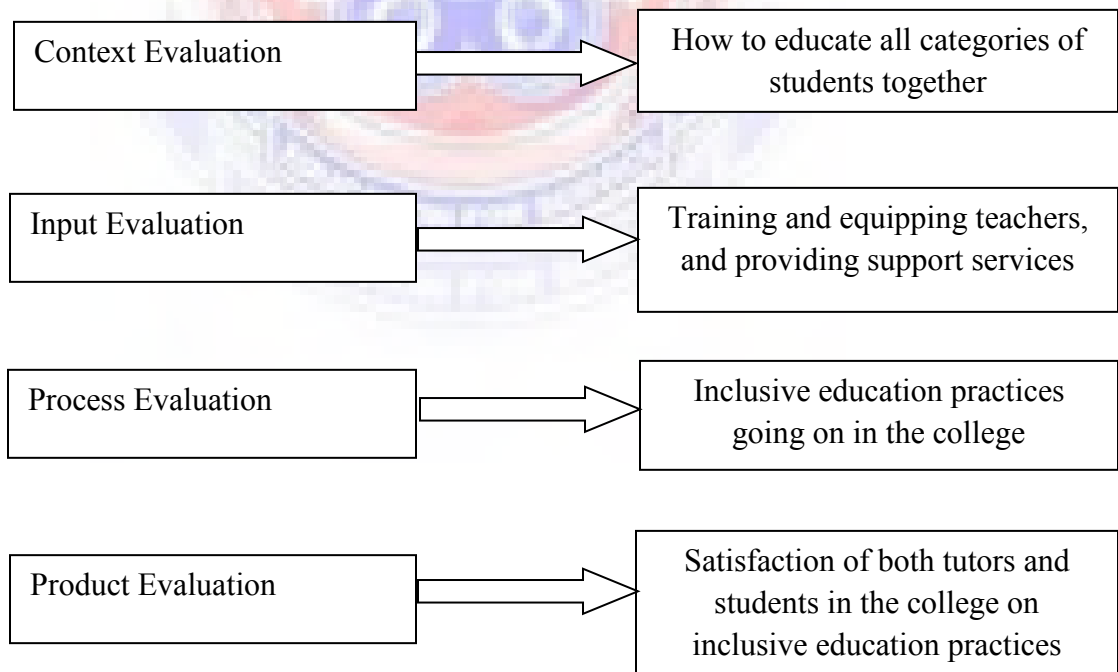 Context Evaluation
How to educate all categories of
students together
Input Evaluation
Training and equipping teachers,
and providing support services
Process Evaluation
Inclusive education practices
going on in the college
Product Evaluation
Satisfaction of both tutors and
students in the college on
inclusive education practices